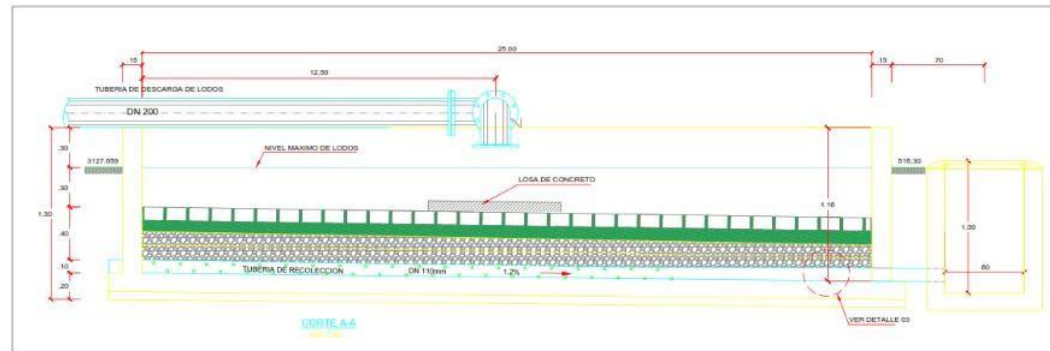 25.00
.15
12.50
.15
.70
TUBERIA DE DESCARGA DE LODOS
DN 200
.30
NIVEL MAXIMO DE LODOS
3127.659
516,30
.30
LOSA DE CONCRETO
1.30
1.16
1.00
.40
.10
TUBERIA DE RECOLECCION DN 110mm 1.2%
.60
.20
CORTE A-A
VER DETALLE 03